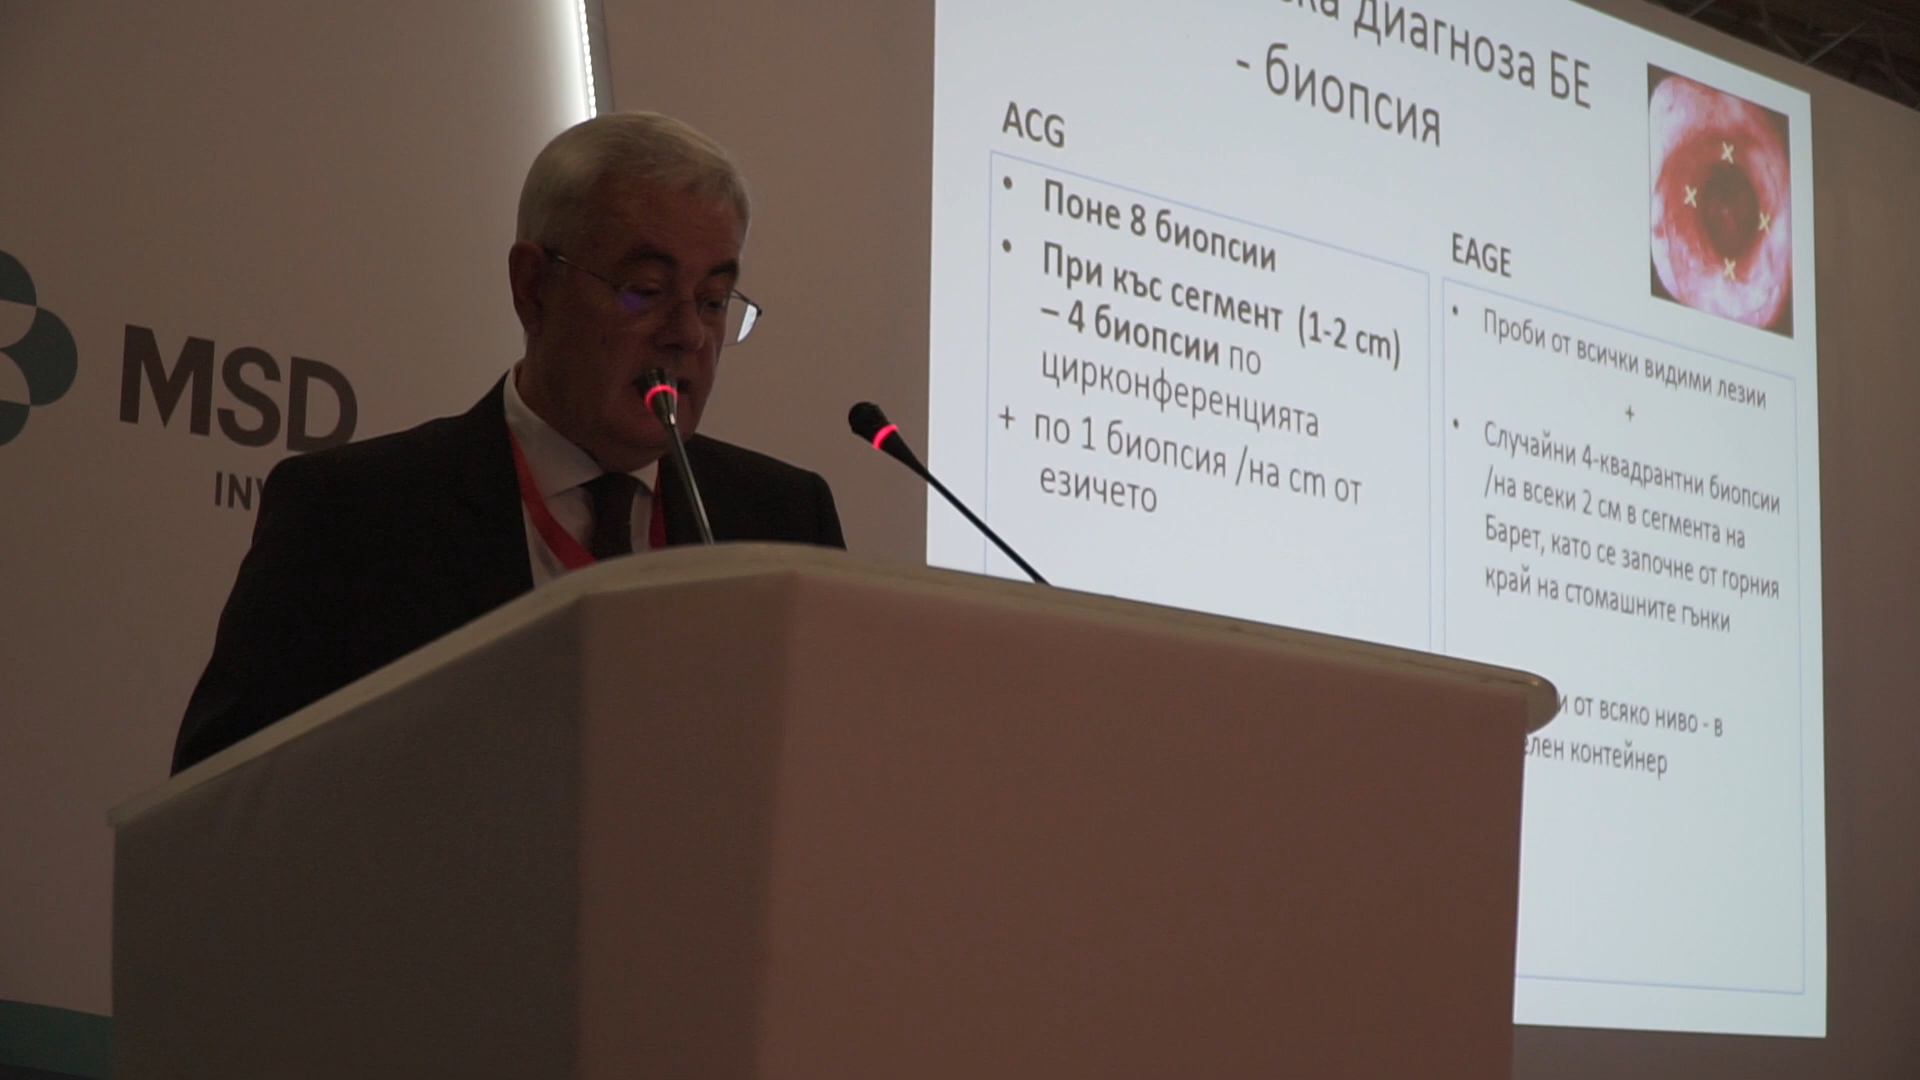 MSD
диагноза БЕ
- биопсия
ACG
• Поне 8 биопсии
• При къс сегмент (1-2 cm)
– 4 биопсии по
цирконференцията
+ по 1 биопсия /на cm от
езичето
EAGE
• Проби от всички видими лезии
+
• Случайни 4-квадрантни биопсии
/на всеки 2 см в сегмента на
Барет, като се започне от горния
край на стомашните гънки
от всяко ниво - в
контейнер